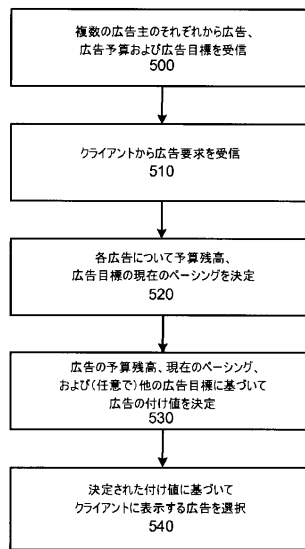 複数の広告主のそれぞれから広告、
広告予算および広告目標を受信
500
クライアントから広告要求を受信
510
各広告について予算残高、
広告目標の現在のペーシングを決定
520
広告の予算残高、現在のペーシング、
および(任意で)他の広告目標に基づいて
広告の付け値を決定
530
決定された付け値に基づいて
クライアントに表示する広告を選択
540